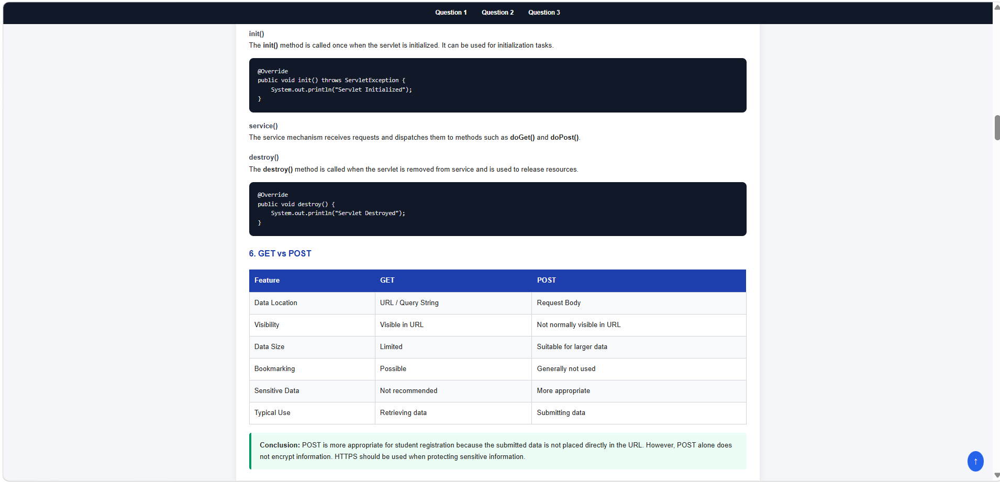 Question 1 Question 2 Question 3
init()
The init() method is called once when the servlet is initialized. It can be used for initialization tasks.
@Override
public void init() throws ServletException {
    System.out.println("Servlet Initialized");
}
service()
The service mechanism receives requests and dispatches them to methods such as doGet() and doPost().
destroy()
The destroy() method is called when the servlet is removed from service and is used to release resources.
@Override
public void destroy() {
    System.out.println("Servlet Destroyed");
}
6. GET vs POST
Feature GET POST
Data Location URL / Query String Request Body
Visibility Visible in URL Not normally visible in URL
Data Size Limited Suitable for larger data
Bookmarking Possible Generally not used
Sensitive Data Not recommended More appropriate
Typical Use Retrieving data Submitting data
Conclusion: POST is more appropriate for student registration because the submitted data is not placed directly in the URL. However, POST alone does
not encrypt information. HTTPS should be used when protecting sensitive information.
↑